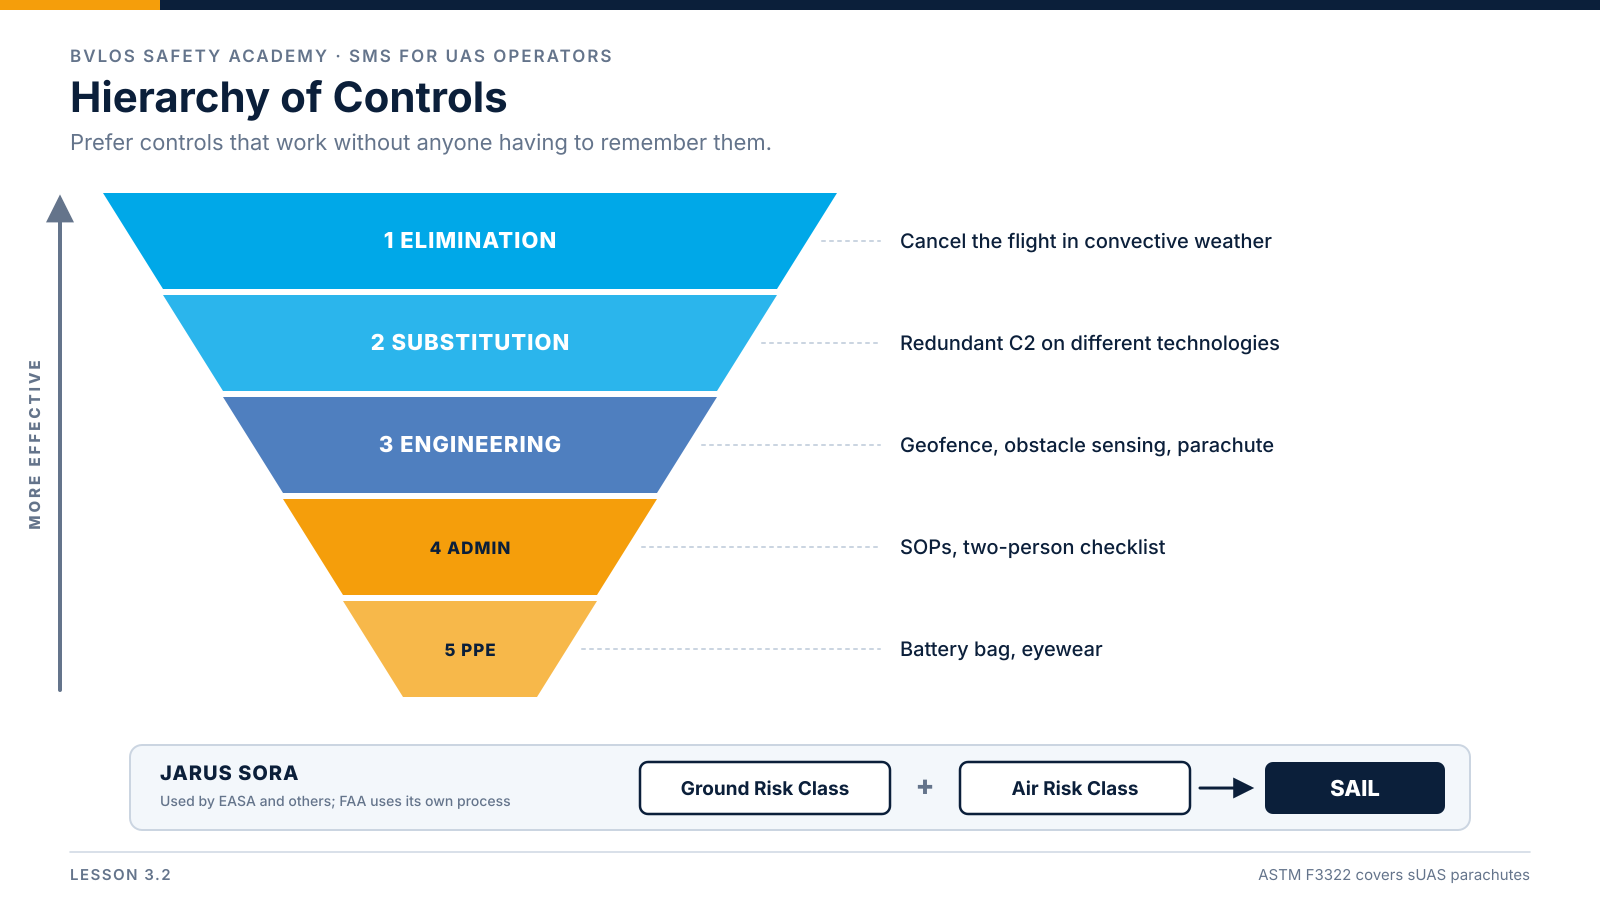 BVLOS SAFETY ACADEMY · SMS FOR UAS OPERATORS
Hierarchy of Controls
Prefer controls that work without anyone having to remember them.
MORE EFFECTIVE
1 ELIMINATION
Cancel the flight in convective weather
2 SUBSTITUTION
Redundant C2 on different technologies
3 ENGINEERING
Geofence, obstacle sensing, parachute
4 ADMIN
SOPs, two-person checklist
5 PPE
Battery bag, eyewear
JARUS SORA
Used by EASA and others; FAA uses its own process
Ground Risk Class
+
Air Risk Class
SAIL
LESSON 3.2
ASTM F3322 covers sUAS parachutes